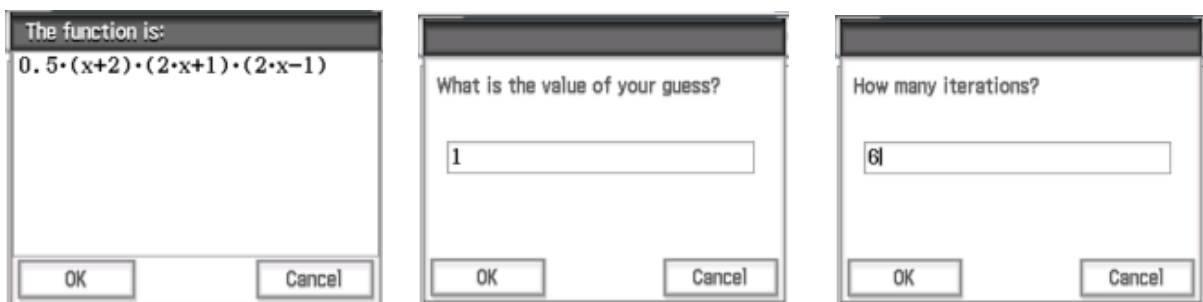 The function is:
0.5·(x+2)·(2·x+1)·(2·x-1)
OK
Cancel
What is the value of your guess?
1
OK
Cancel
How many iterations?
6
OK
Cancel